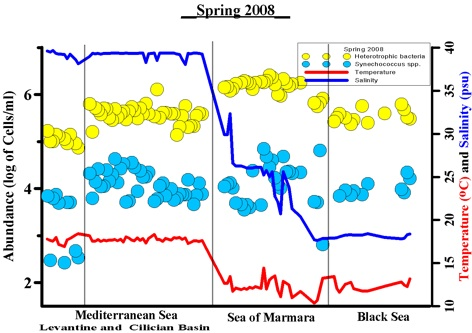 Spring 2008
Spring 2008
Heterotrophic bacteria
Synechococcus spp.
Temperature
Salinity
Abundance (log of Cells/ml)
6
4
2
40
35
30
25
20
15
10
Temperature (ºC) and Salinity (psu)
Mediterranean Sea
Sea of Marmara
Black Sea
Levantine and Cilician Basin